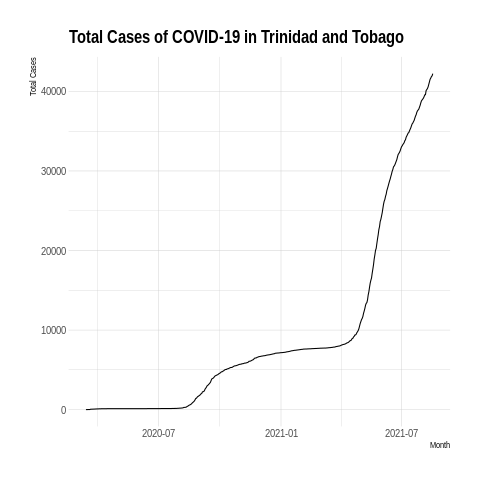 Total Cases of COVID-19 in Trinidad and Tobago
Total Cases
40000
30000
20000
10000
0
2020-07
2021-01
2021-07
Month